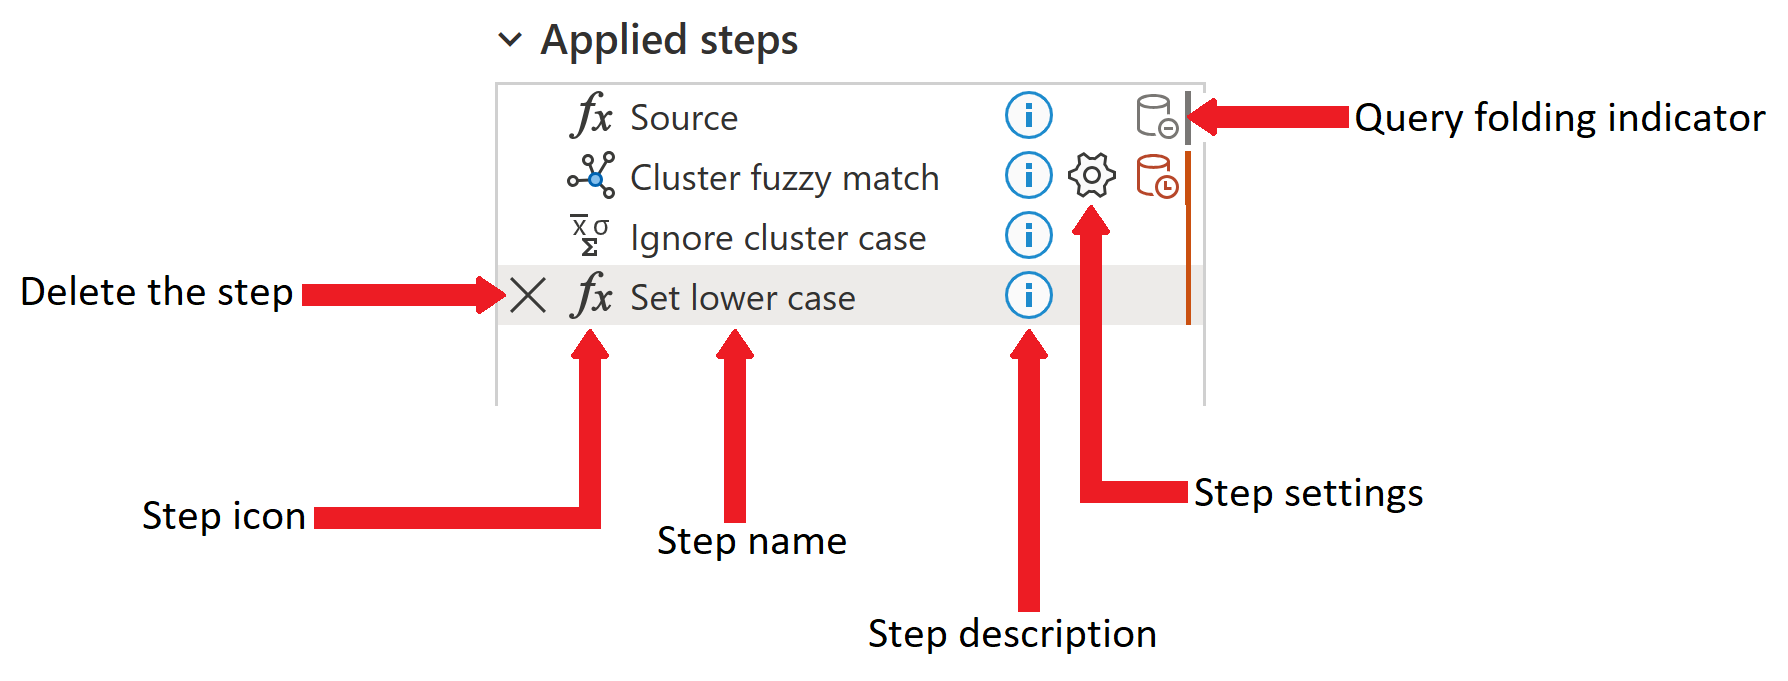 Applied steps
fx Source
Query folding indicator
Cluster fuzzy match
x̅ σ Σ Ignore cluster case
Delete the step
fx Set lower case
Step icon
Step name
Step settings
Step description